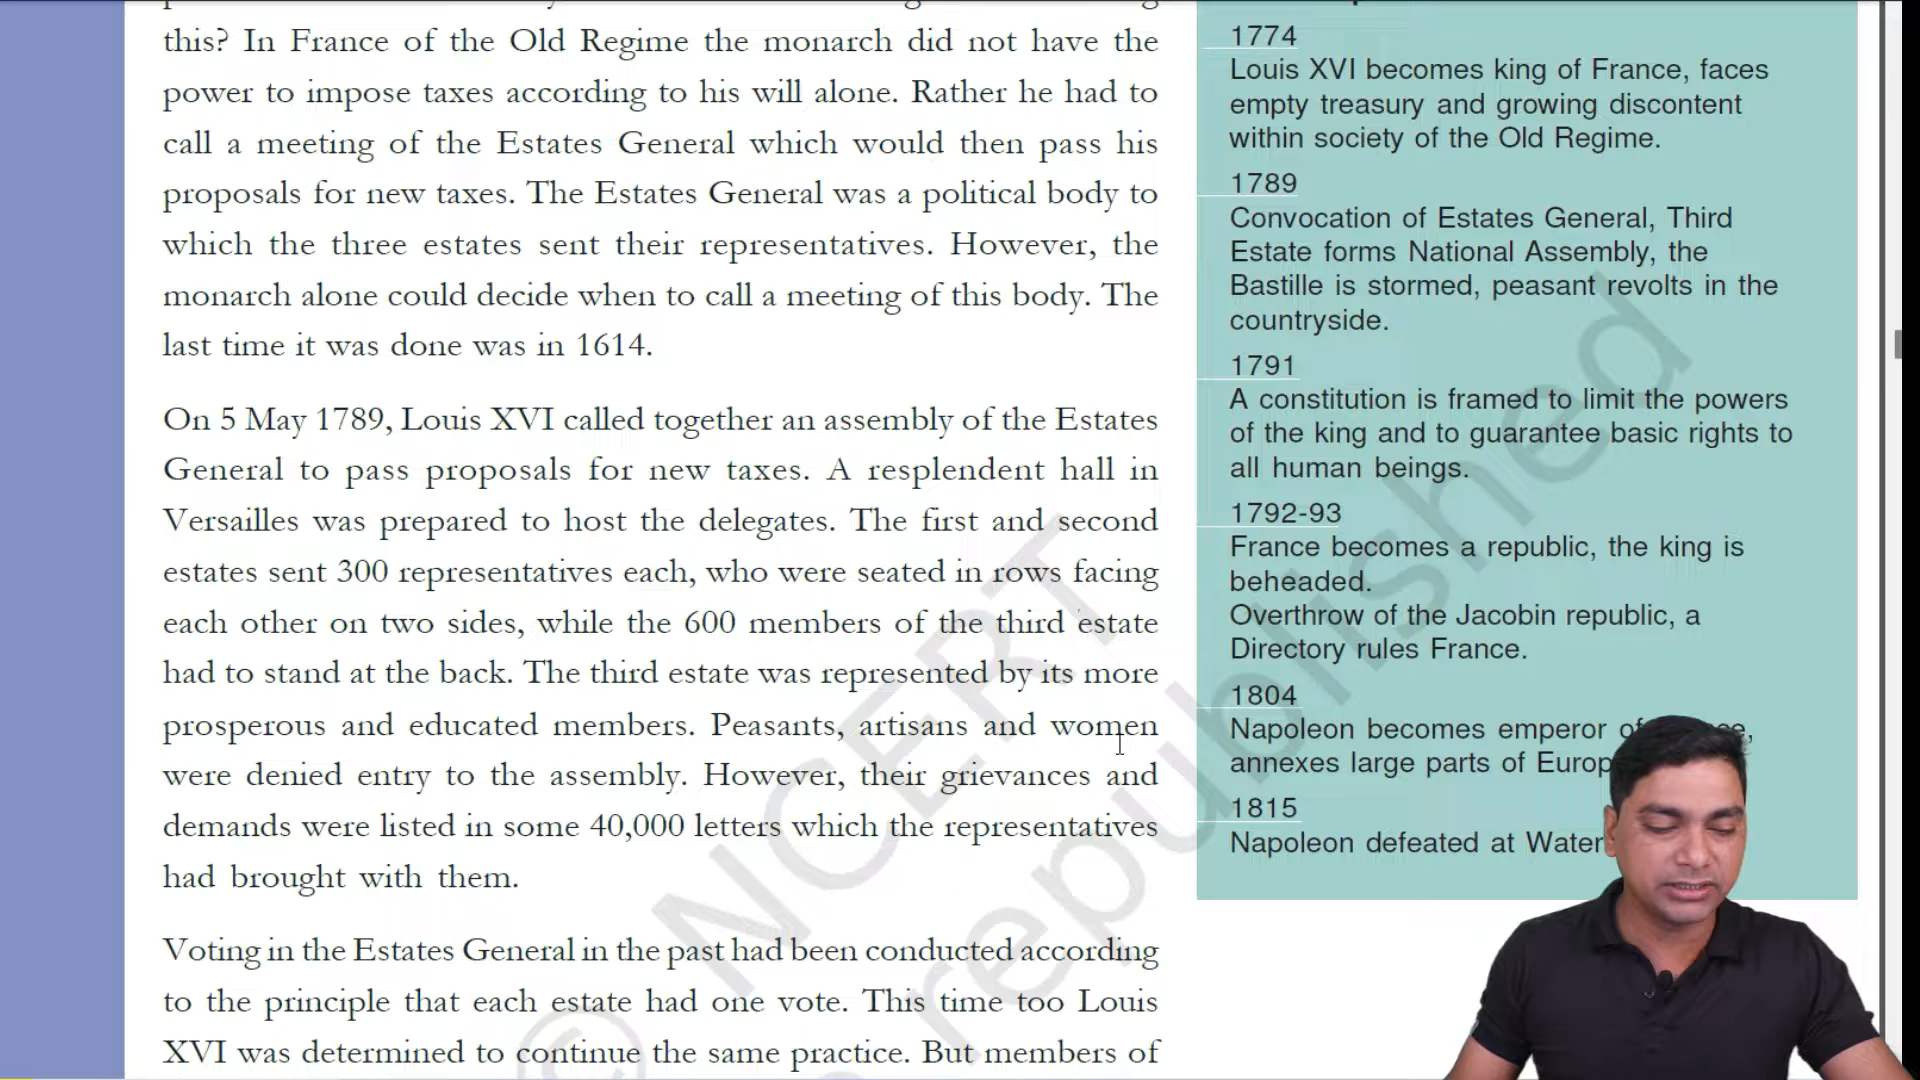 this? In France of the Old Regime the monarch did not have the
power to impose taxes according to his will alone. Rather he had to
call a meeting of the Estates General which would then pass his
proposals for new taxes. The Estates General was a political body to
which the three estates sent their representatives. However, the
monarch alone could decide when to call a meeting of this body. The
last time it was done was in 1614.
On 5 May 1789, Louis XVI called together an assembly of the Estates
General to pass proposals for new taxes. A resplendent hall in
Versailles was prepared to host the delegates. The first and second
estates sent 300 representatives each, who were seated in rows facing
each other on two sides, while the 600 members of the third estate
had to stand at the back. The third estate was represented by its more
prosperous and educated members. Peasants, artisans and women
were denied entry to the assembly. However, their grievances and
demands were listed in some 40,000 letters which the representatives
had brought with them.
Voting in the Estates General in the past had been conducted according
to the principle that each estate had one vote. This time too Louis
XVI was determined to continue the same practice. But members of
1774
Louis XVI becomes king of France, faces
empty treasury and growing discontent
within society of the Old Regime.
1789
Convocation of Estates General, Third
Estate forms National Assembly, the
Bastille is stormed, peasant revolts in the
countryside.
1791
A constitution is framed to limit the powers
of the king and to guarantee basic rights to
all human beings.
1792-93
France becomes a republic, the king is
beheaded.
Overthrow of the Jacobin republic, a
Directory rules France.
1804
Napoleon becomes emperor
annexes large parts of
1815
Napoleon defeated at
© NCERT
republished